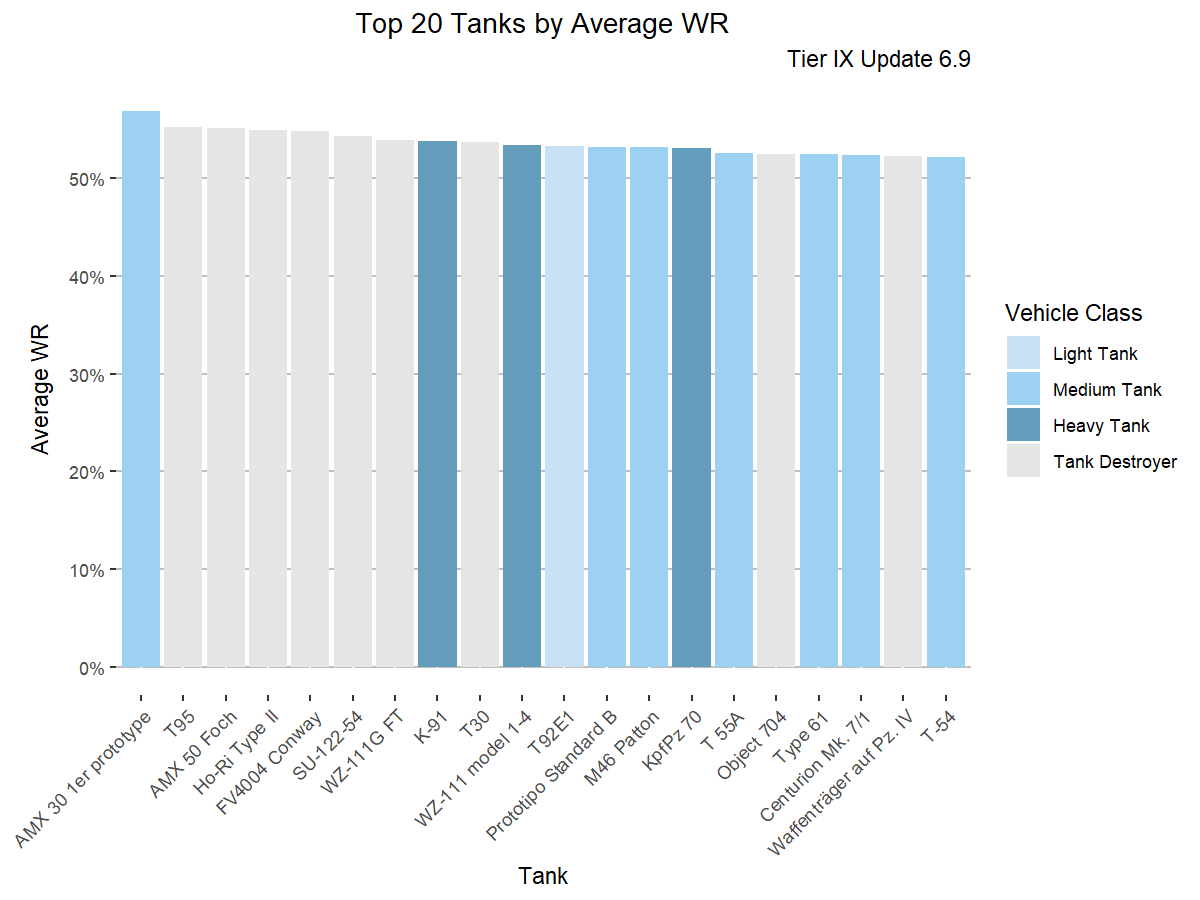 Top 20 Tanks by Average WR
Tier IX Update 6.9
Average WR
50%
40%
30%
20%
10%
0%
AMX 30 1er prototype
T95
AMX 50 Foch
Ho-Ri Type II
FV4004 Conway
SU-122-54
WZ-111G FT
K-91
T30
WZ-111 model 1-4
T92E1
Prototipo Standard B
M46 Patton
KpfPz 70
T 55A
Object 704
Type 61
Centurion Mk. 7/1
Waffenträger auf Pz. IV
T-54
Tank
Vehicle Class
Light Tank
Medium Tank
Heavy Tank
Tank Destroyer